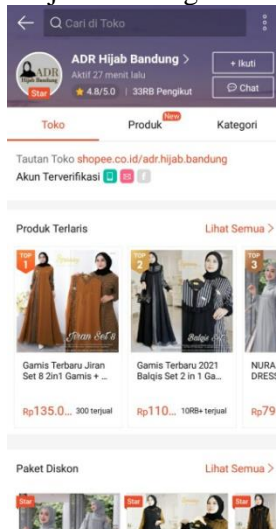 Cari di Toko
ADR Hijab Bandung >
Aktif 27 menit lalu
4.8/5.0 | 33RB Pengikut
+ Ikuti
Chat
ADR
Hijab Bandung
Star
Toko
Produk
New
Kategori
Tautan Toko shopee.co.id/adr.hijab.bandung
Akun Terverifikasi
Produk Terlaris
Lihat Semua >
TOP
1
Jiran Set 8
TOP
2
Balqis Set
TOP
3
Gamis Terbaru Jiran
Set 8 2in1 Gamis + ...
Rp135.0... 300 terjual
Gamis Terbaru 2021
Balqis Set 2 in 1 Ga...
Rp110... 10RB+ terjual
NURA
DRES
Rp79
Paket Diskon
Lihat Semua >
Star
Star
Star